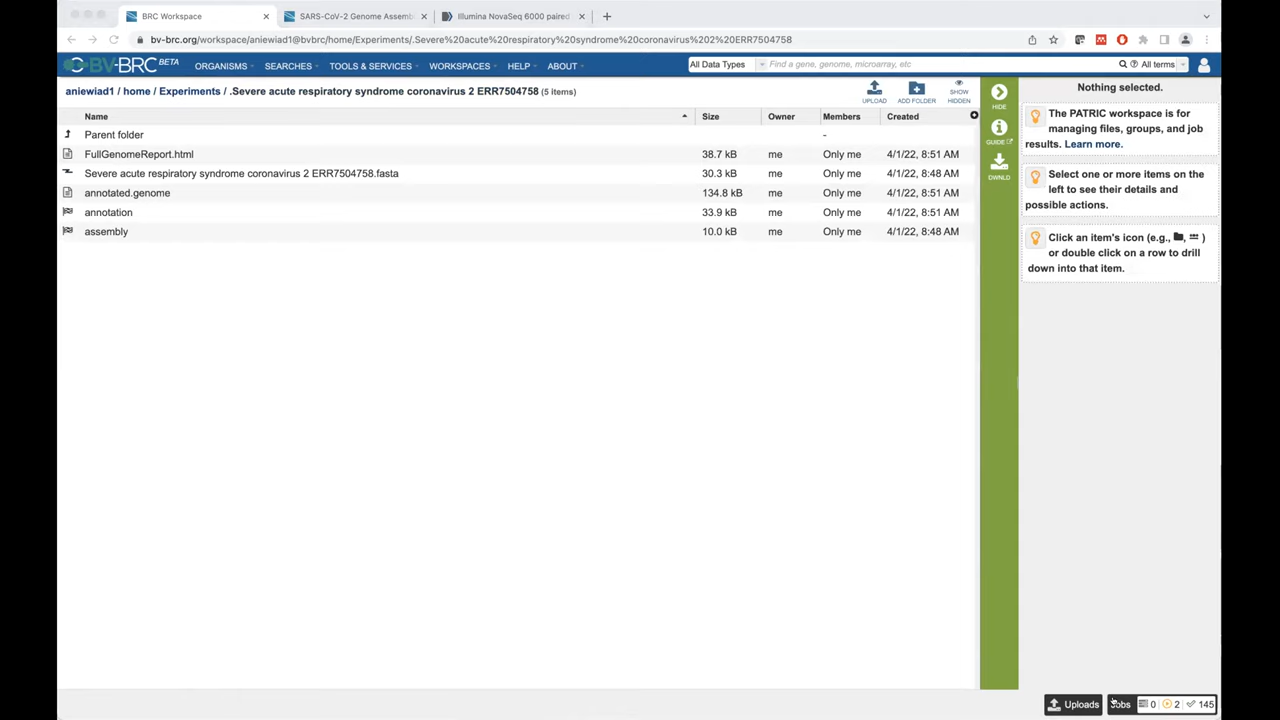 BRC Workspace
SARS-CoV-2 Genome Assemb
Illumina NovaSeq 6000 paired
bv-brc.org/workspace/aniewiad1@bvbrc/home/Experiments/.Severe%20acute%20respiratory%20syndrome%20coronavirus%202%20ERR7504758
BV-BRC BETA
ORGANISMS
SEARCHES
TOOLS & SERVICES
WORKSPACES
HELP
ABOUT
All Data Types
Find a gene, genome, microarray, etc
All terms
aniewiad1 / home / Experiments / .Severe acute respiratory syndrome coronavirus 2 ERR7504758 (5 items)
UPLOAD
ADD FOLDER
SHOW
HIDDEN
Name Size Owner Members Created
Parent folder -
FullGenomeReport.html 38.7 kB me Only me 4/1/22, 8:51 AM
Severe acute respiratory syndrome coronavirus 2 ERR7504758.fasta 30.3 kB me Only me 4/1/22, 8:48 AM
annotated.genome 134.8 kB me Only me 4/1/22, 8:51 AM
annotation 33.9 kB me Only me 4/1/22, 8:51 AM
assembly 10.0 kB me Only me 4/1/22, 8:48 AM
HIDE
GUIDE
DWNLD
Nothing selected.
The PATRIC workspace is for
managing files, groups, and job
results. Learn more.
Select one or more items on the
left to see their details and
possible actions.
Click an item's icon (e.g., , )
or double click on a row to drill
down into that item.
Uploads
Jobs 0 2 145